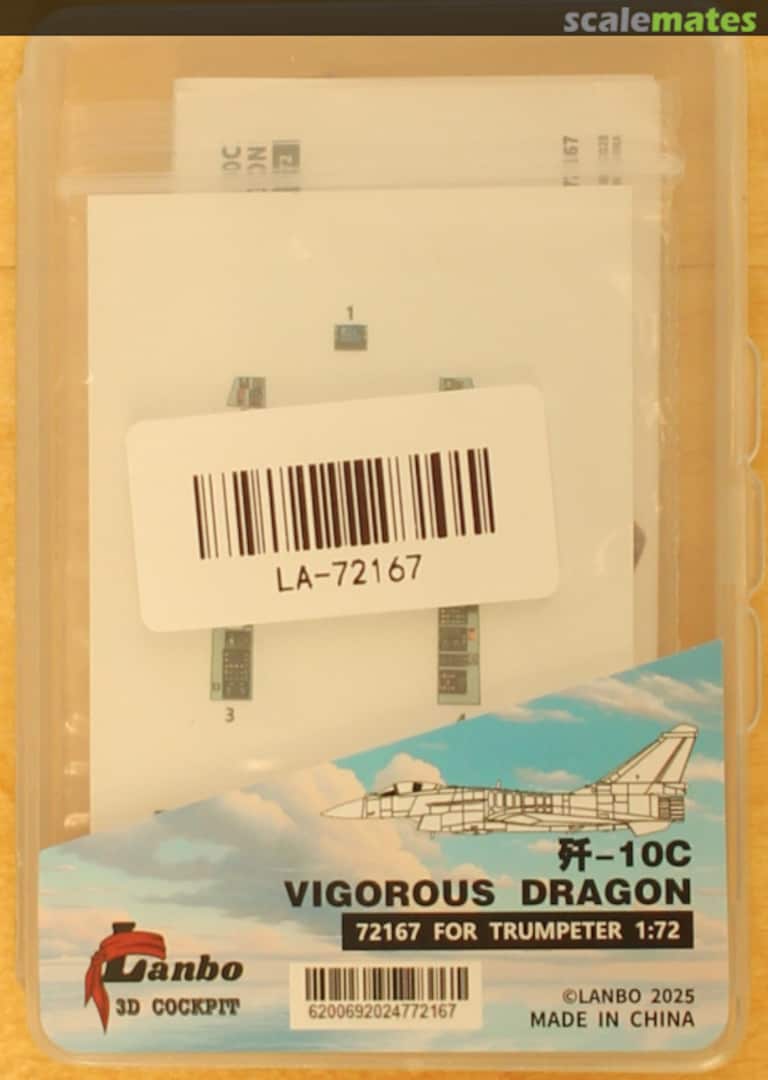 scalemates
1
LA-72167
3
歼-10C
VIGOROUS DRAGON
72167 FOR TRUMPETER 1:72
Lanbo
3D COCKPIT
6200692024772167
©LANBO 2025
MADE IN CHINA